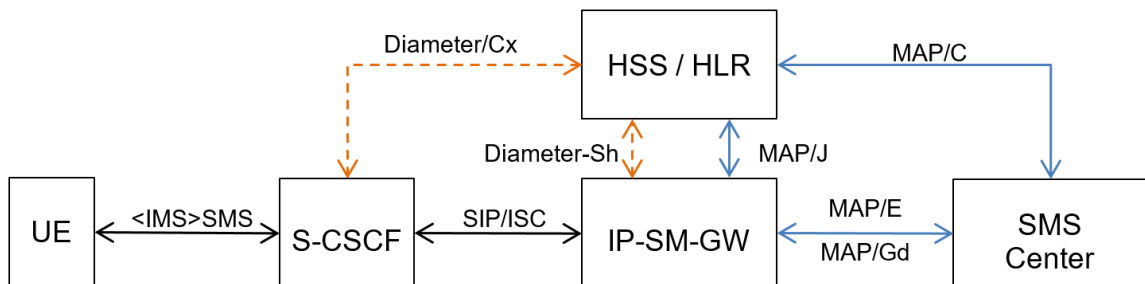 Diameter/Cx
HSS / HLR
MAP/C
Diameter-Sh
MAP/J
UE
<IMS>SMS
S-CSCF
SIP/ISC
IP-SM-GW
MAP/E
MAP/Gd
SMS
Center